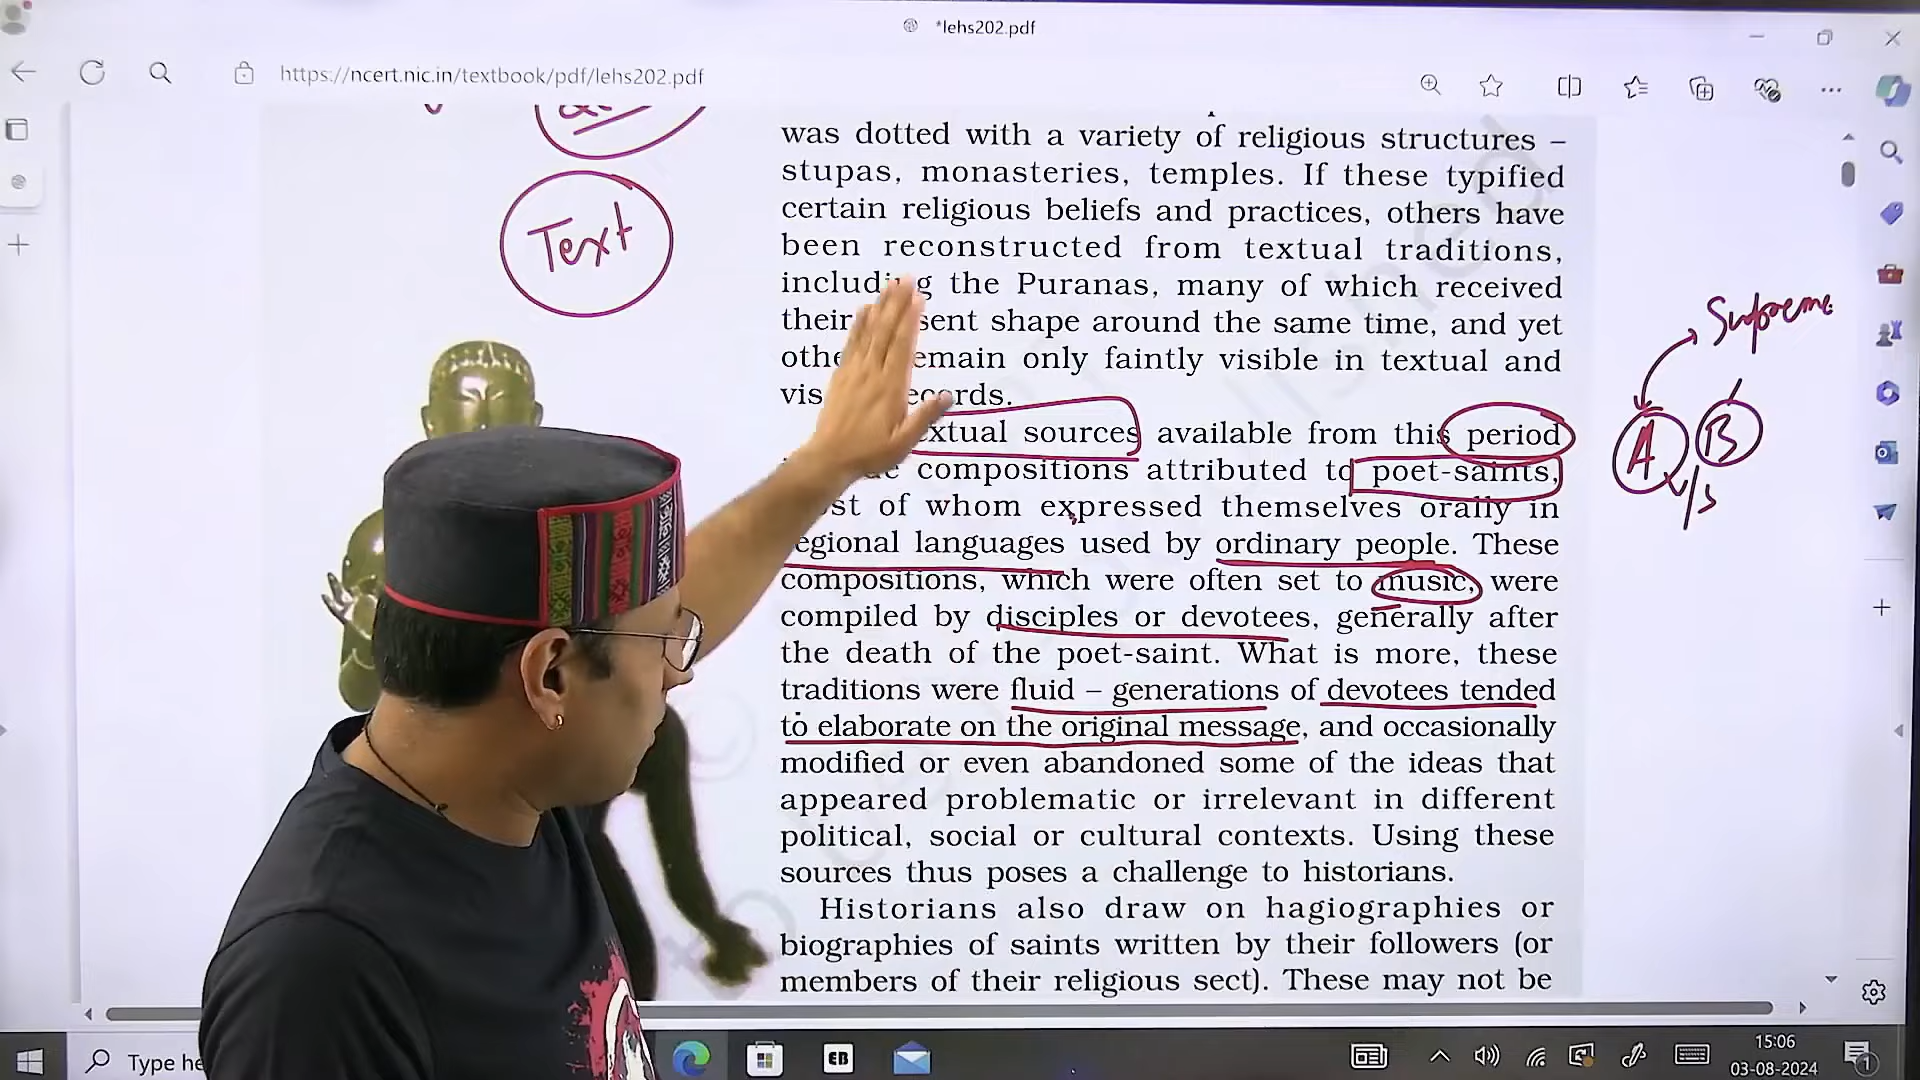 *lehs202.pdf
https://ncert.nic.in/textbook/pdf/lehs202.pdf
was dotted with a variety of religious structures –
stupas, monasteries, temples. If these typified
certain religious beliefs and practices, others have
been reconstructed from textual traditions,
including the Puranas, many of which received
their sent shape around the same time, and yet
othe emain only faintly visible in textual and
vis ecords.
extual sources available from this period
compositions attributed to poet-saints,
ost of whom expressed themselves orally in
egional languages used by ordinary people. These
compositions, which were often set to music, were
compiled by disciples or devotees, generally after
the death of the poet-saint. What is more, these
traditions were fluid – generations of devotees tended
to elaborate on the original message, and occasionally
modified or even abandoned some of the ideas that
appeared problematic or irrelevant in different
political, social or cultural contexts. Using these
sources thus poses a challenge to historians.
Historians also draw on hagiographies or
biographies of saints written by their followers (or
members of their religious sect). These may not be
Text
Supreme
A B
v/s
Type he
EB
15:06
03-08-2024
1